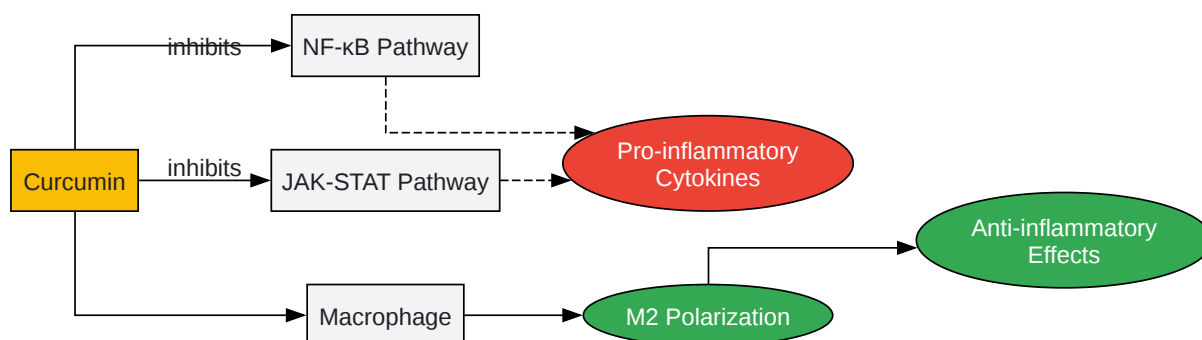 inhibits
NF-κB Pathway
Pro-inflammatory
Cytokines
Curcumin
inhibits
JAK-STAT Pathway
Anti-inflammatory
Effects
Macrophage
M2 Polarization